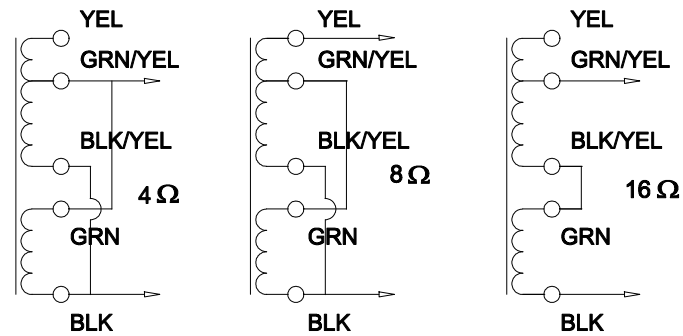 YEL
GRN/YEL
BLK/YEL
4 Ω
GRN
BLK
YEL
GRN/YEL
BLK/YEL
8 Ω
GRN
BLK
YEL
GRN/YEL
BLK/YEL
16 Ω
GRN
BLK